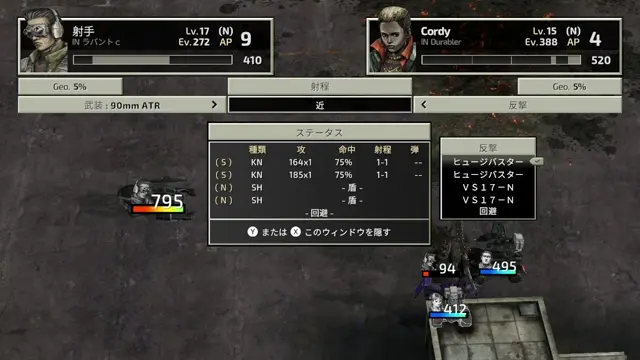 射手 Lv.17 (N)
IN ラバントc Ev.272 AP 9
410
Cordy Lv.15 (N)
IN Durabler Ev.388 AP 4
520
Geo. 5% 射程 Geo. 5%
武装 : 90mm ATR 近 反撃
ステータス
種類 攻 命中 射程 弾
(S) KN 164x1 75% 1-1 --
(S) KN 185x1 75% 1-1 --
(N) SH - 盾 -
(N) SH - 盾 -
- 回避 -
Y または X このウィンドウを隠す
反撃
ヒュージバスター
ヒュージバスター
VS17-N
VS17-N
回避
795
94
495
412